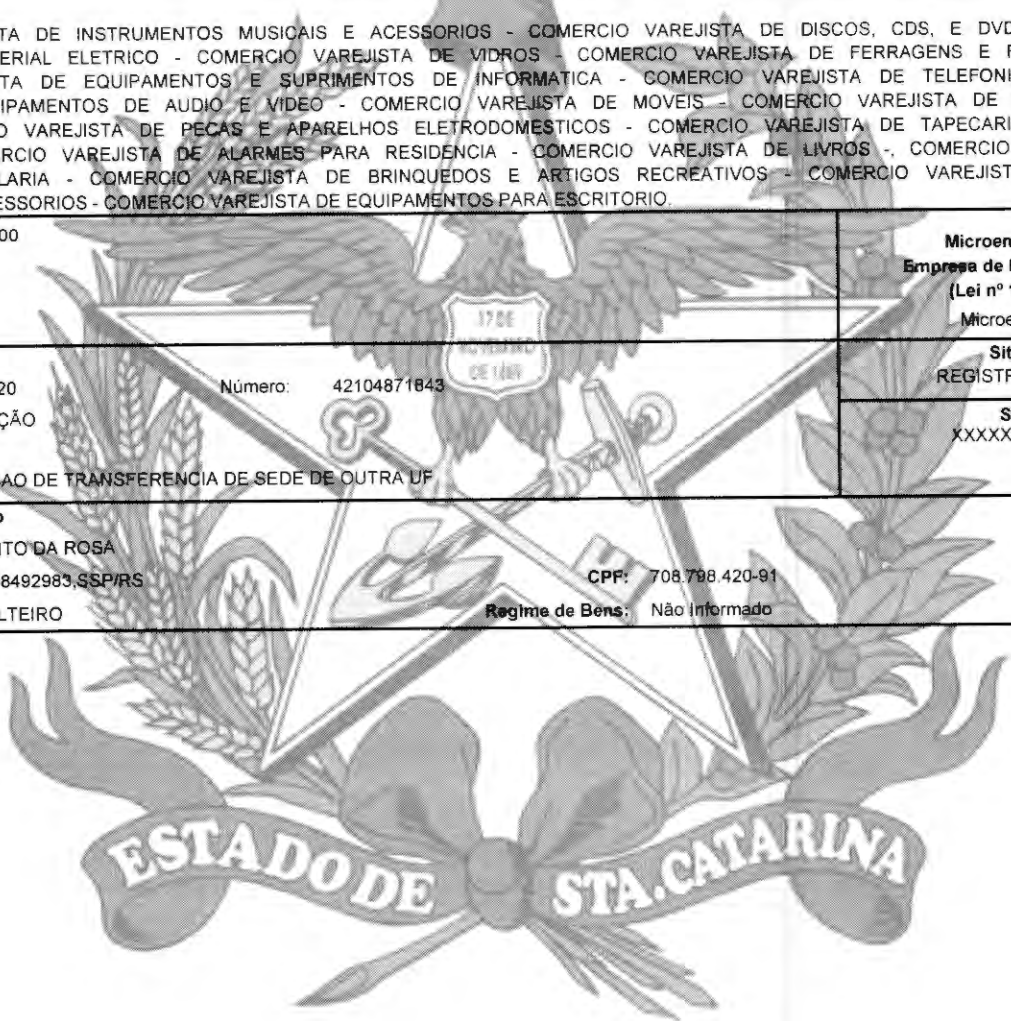 TA DE INSTRUMENTOS MUSICAIS E ACESSORIOS - COMERCIO VAREJISTA DE DISCOS, CDS, E DVD
ERIAL ELETRICO - COMERCIO VAREJISTA DE VIDROS - COMERCIO VAREJISTA DE FERRAGENS E F
TA DE EQUIPAMENTOS E SUPRIMENTOS DE INFORMATICA - COMERCIO VAREJISTA DE TELEFONI
IPAMENTOS DE AUDIO E VIDEO - COMERCIO VAREJISTA DE MOVEIS - COMERCIO VAREJISTA DE
O VAREJISTA DE PECAS E APARELHOS ELETRODOMESTICOS - COMERCIO VAREJISTA DE TAPECARI
RCIO VAREJISTA DE ALARMES PARA RESIDENCIA - COMERCIO VAREJISTA DE LIVROS -, COMERCIO
LARIA - COMERCIO VAREJISTA DE BRINQUEDOS E ARTIGOS RECREATIVOS - COMERCIO VAREJIST
ESSORIOS - COMERCIO VAREJISTA DE EQUIPAMENTOS PARA ESCRITORIO.
00
Microen
Empresa de
(Lei nº
Microe
17 DE
NOVEMBRO
DE 1889
20
Número: 42104871843
Sit
REGISTR
ÇÃO
S
XXXXX
AO DE TRANSFERENCIA DE SEDE DE OUTRA UF
TO DA ROSA
8492983,SSP/RS
CPF: 708.798.420-91
LTEIRO
Regime de Bens: Não Informado
ESTADO DE STA.CATARINA